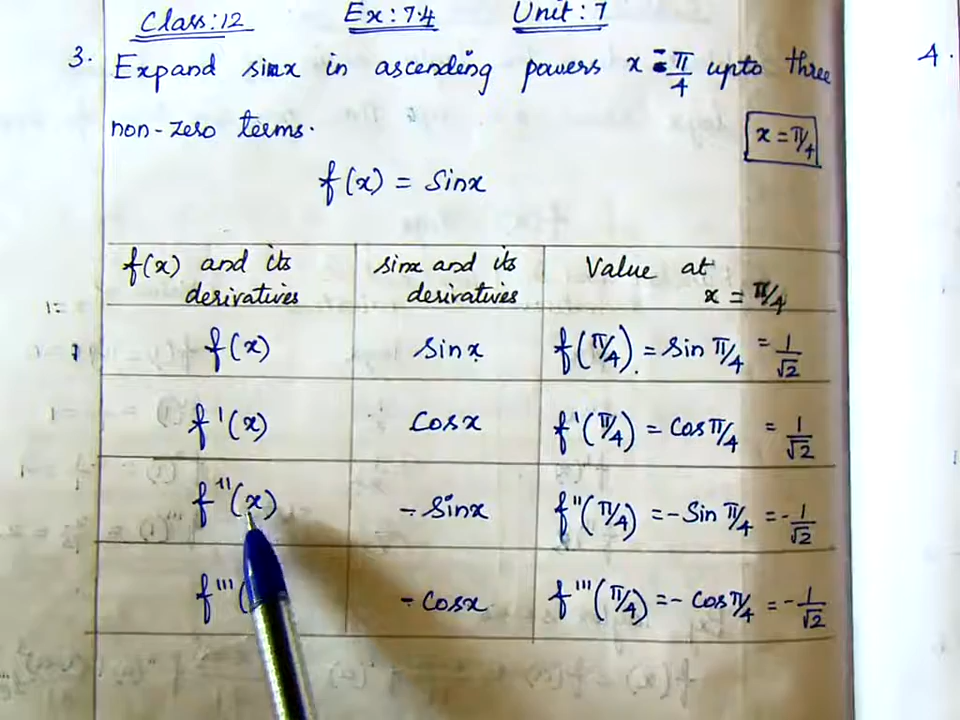 Class:12 Ex:7.4 Unit:7
3. Expand sinx in ascending powers x - π/4 upto three
non-zero terms.
x = π/4
f(x) = sinx
f(x) and its derivatives | sinx and its derivatives | Value at x = π/4
f(x) | sinx | f(π/4) = sin π/4 = 1/√2
f'(x) | cosx | f'(π/4) = cos π/4 = 1/√2
f''(x) | -sinx | f''(π/4) = -sin π/4 = -1/√2
f'''( | -cosx | f'''(π/4) = - cos π/4 = -1/√2
4.